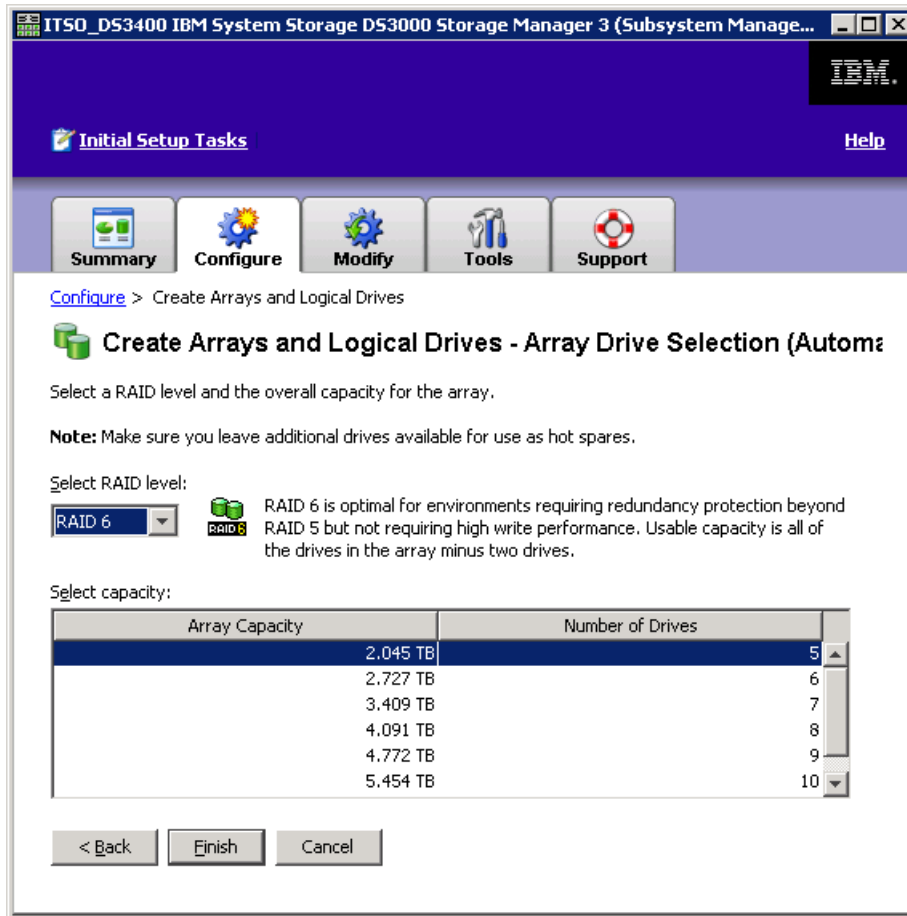 ITSO_DS3400 IBM System Storage DS3000 Storage Manager 3 (Subsystem Manage...
IBM.
Initial Setup Tasks
Help
Summary
Configure
Modify
Tools
Support
Configure > Create Arrays and Logical Drives
Create Arrays and Logical Drives - Array Drive Selection (Automa
Select a RAID level and the overall capacity for the array.
Note: Make sure you leave additional drives available for use as hot spares.
Select RAID level:
RAID 6
RAID 6
RAID 6 is optimal for environments requiring redundancy protection beyond
RAID 5 but not requiring high write performance. Usable capacity is all of
the drives in the array minus two drives.
Select capacity:
Array Capacity Number of Drives
2.045 TB 5
2.727 TB 6
3.409 TB 7
4.091 TB 8
4.772 TB 9
5.454 TB 10
< Back Finish Cancel